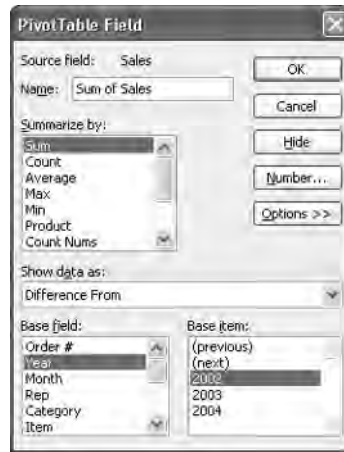 PivotTable Field
Source field: Sales
Name: Sum of Sales
Summarize by:
Sum
Count
Average
Max
Min
Product
Count Nums
OK
Cancel
Hide
Number...
Options >>
Show data as:
Difference From
Base field:
Order #
Year
Month
Rep
Category
Item
Base item:
(previous)
(next)
2002
2003
2004